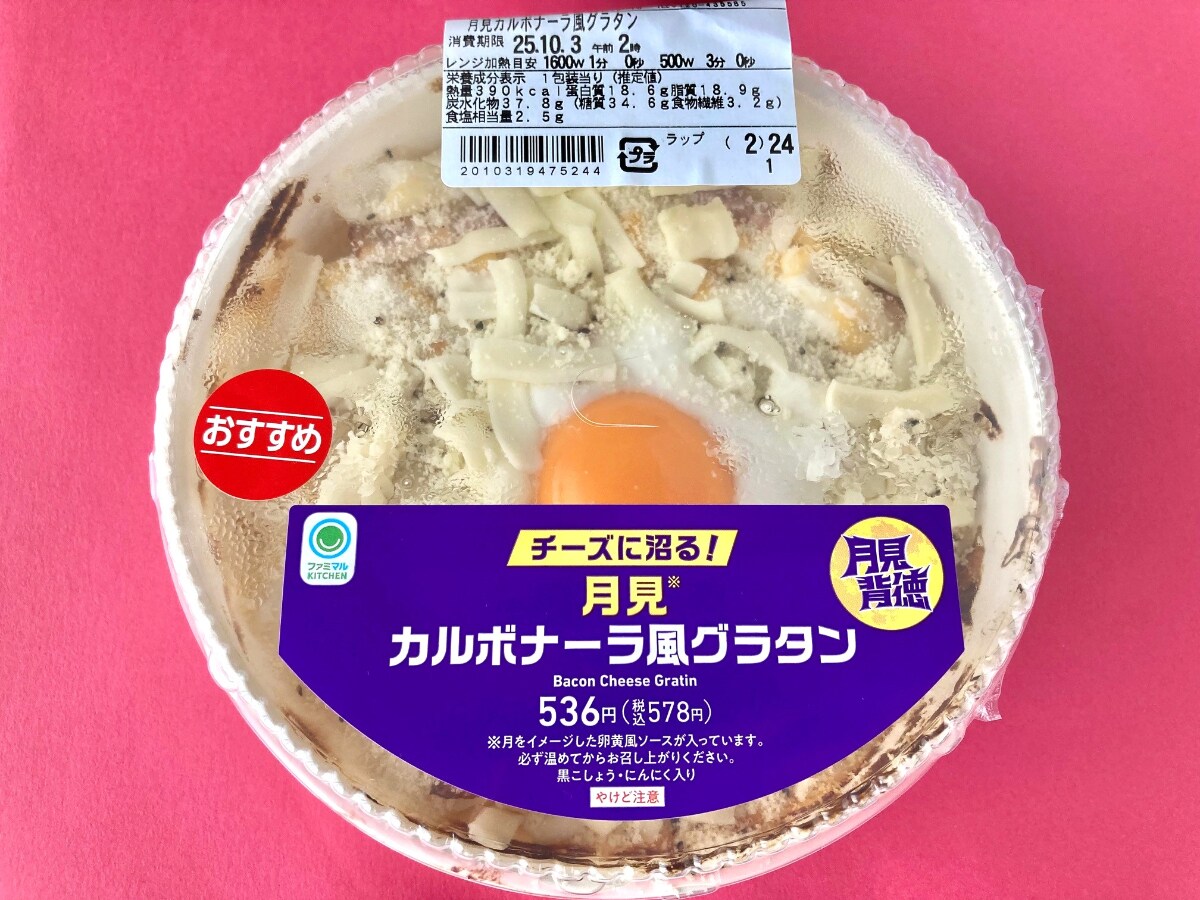 月見カルボナーラ風グラタン
消費期限 25.10.3 午前 2時
レンジ加熱目安 1600w 1分 0秒 500w 3分 0秒
栄養成分表示 1包装当り(推定値)
熱量390kcal蛋白質18.6g脂質18.9g
炭水化物37.8g(糖質34.6g食物繊維3.2g)
食塩相当量2.5g
プラ ラップ ( 2) 24
1
2010319475244
おすすめ
ファミマル
KITCHEN
チーズに沼る!
月見※
月見
背徳
カルボナーラ風グラタン
Bacon Cheese Gratin
536円(税込578円)
※月をイメージした卵黄風ソースが入っています。
必ず温めてからお召し上がりください。
黒こしょう・にんにく入り
やけど注意